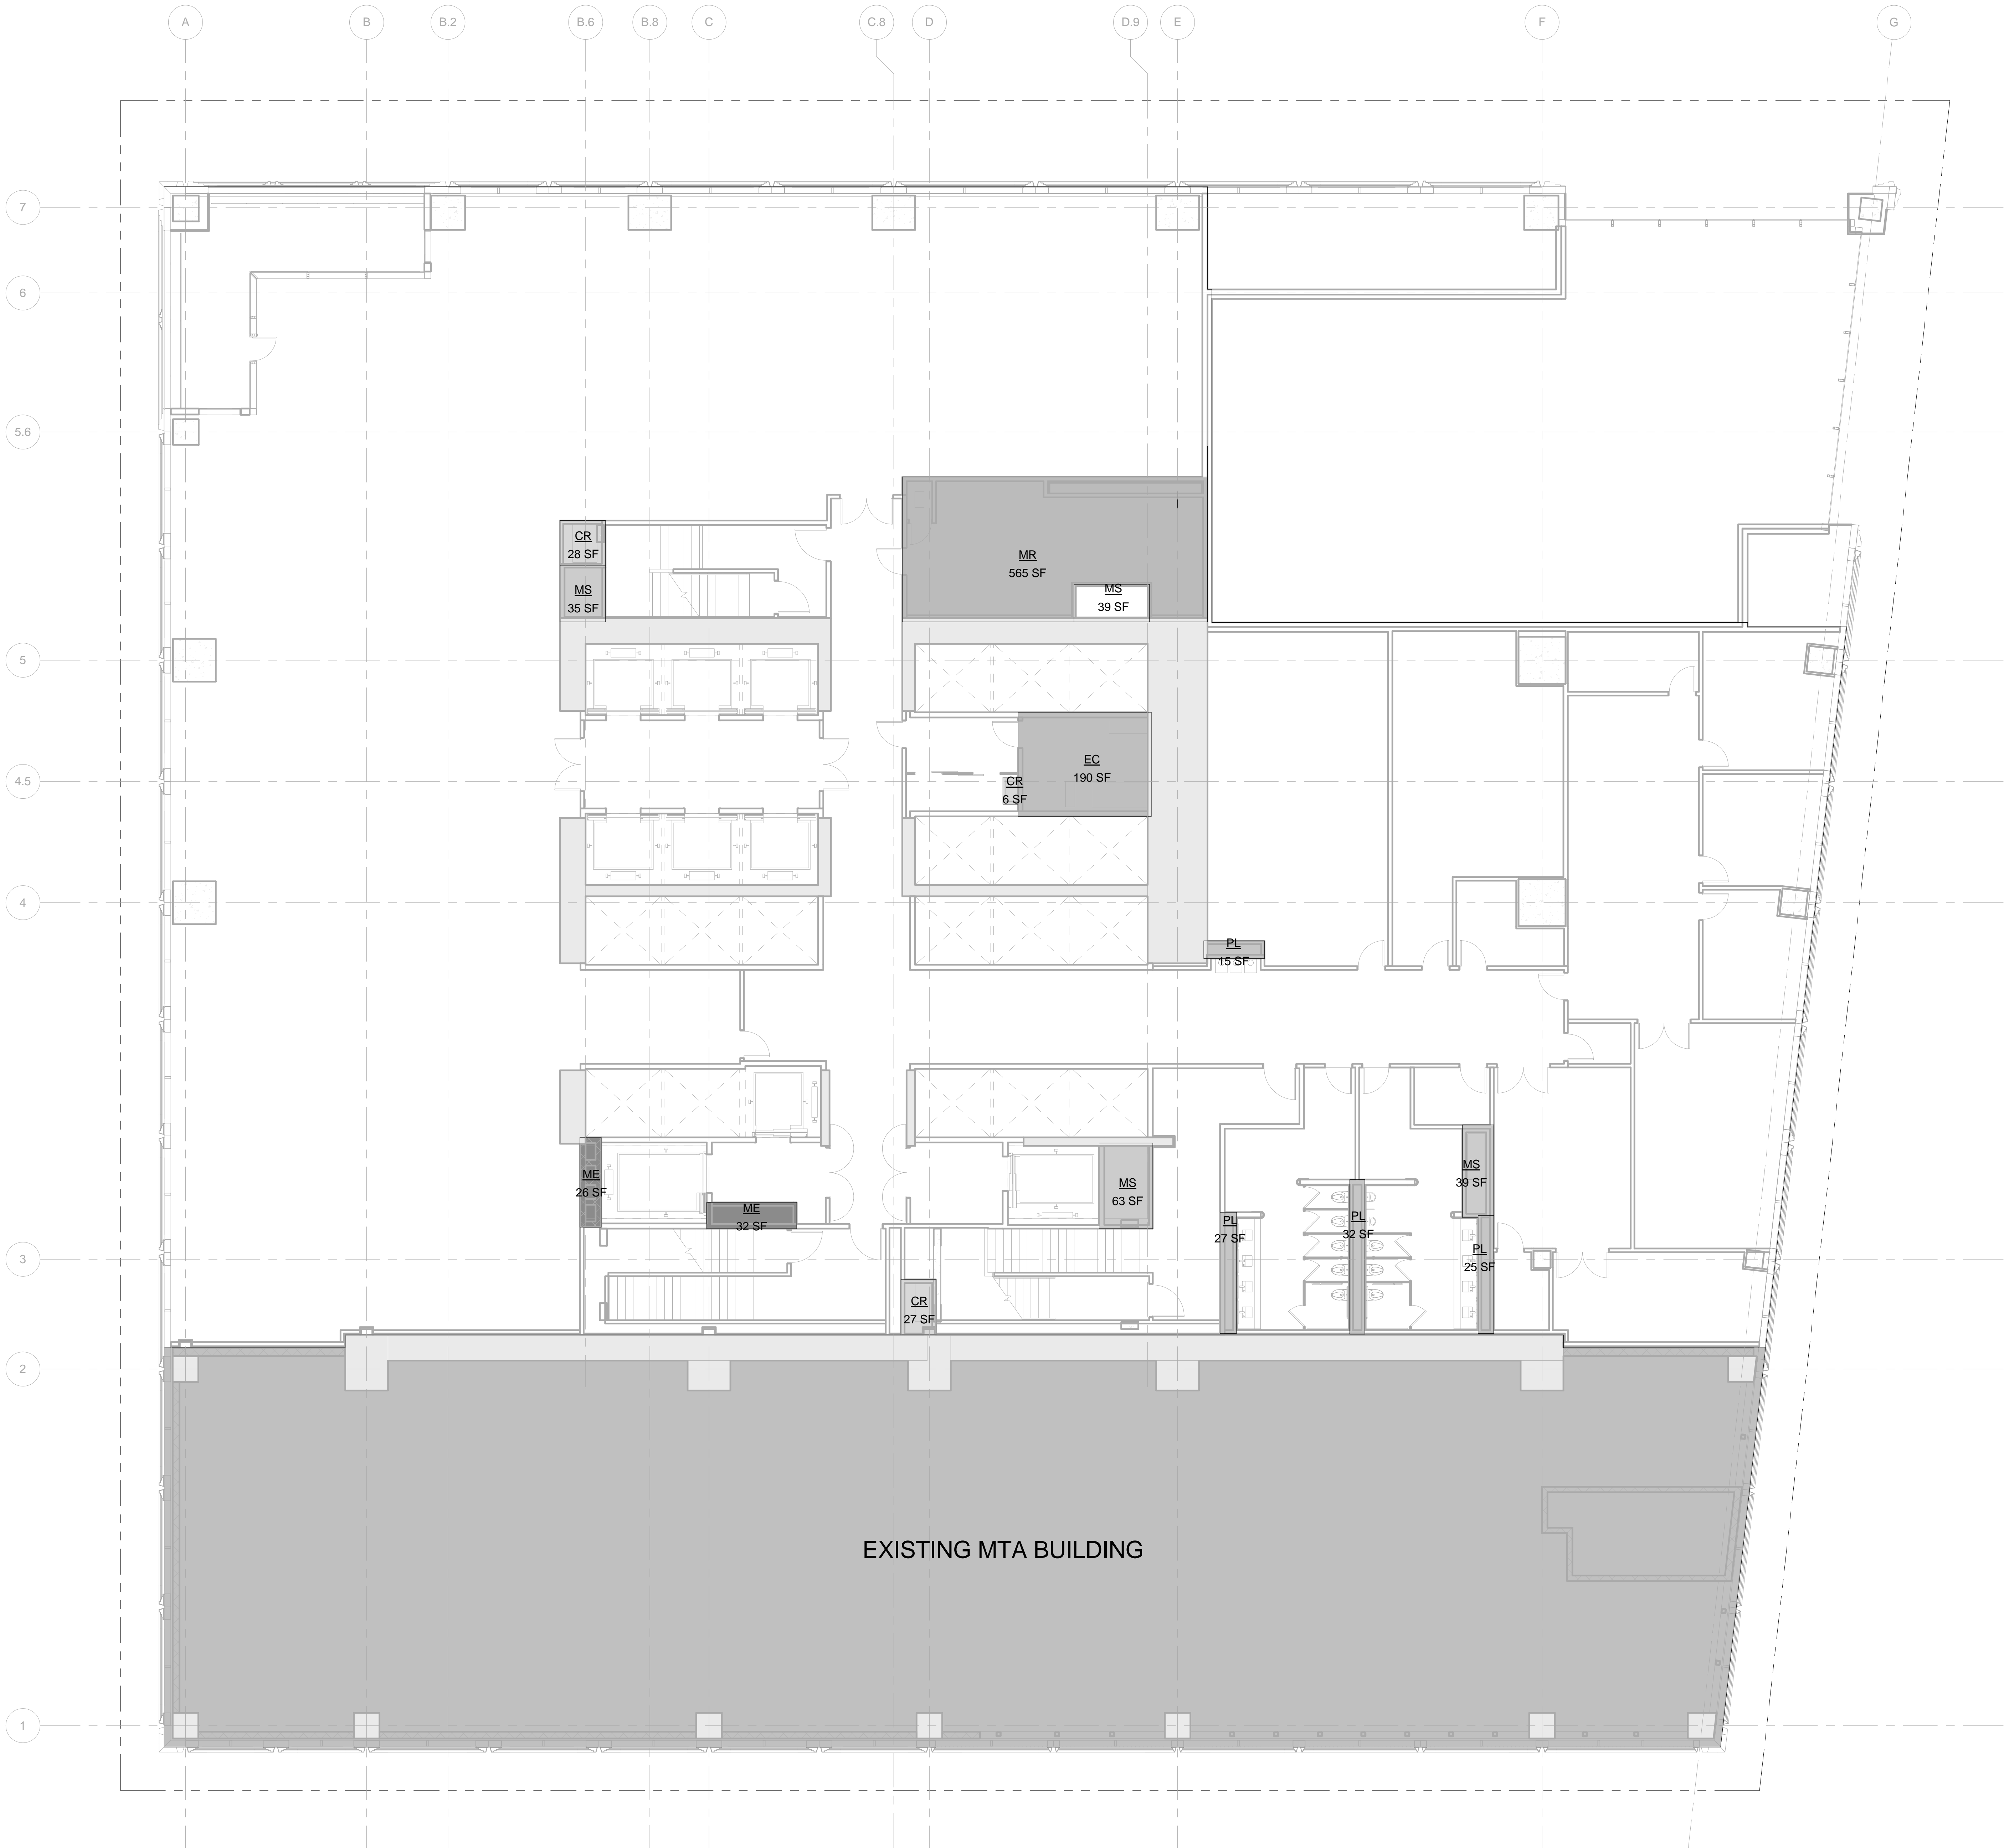 A
B
B.2
B.6
B.8
C
C.8
D
D.9
E
F
G
7
6
5.6
CR
28 SF
MS
35 SF
MR
565 SF
MS
39 SF
5
EC
190 SF
4.5
CR
6 SF
4
PL
15 SF
ME
26 SF
ME
32 SF
MS
63 SF
MS
39 SF
PL
27 SF
PL
32 SF
PL
25 SF
3
CR
27 SF
2
EXISTING MTA BUILDING
1